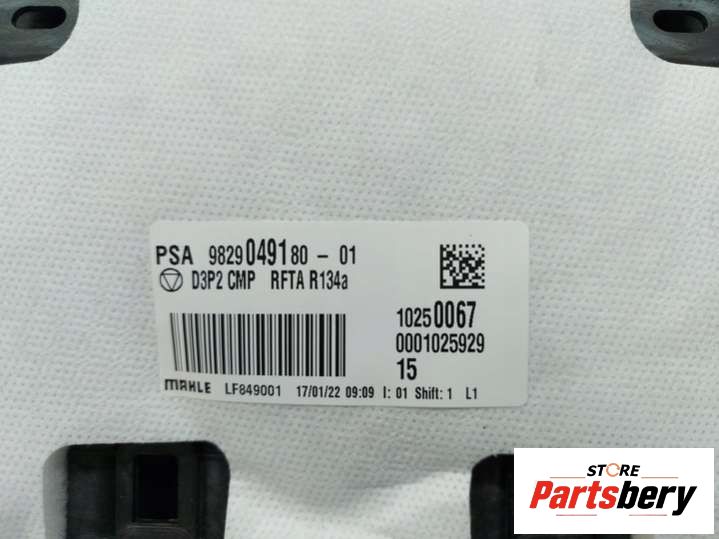 PSA 9829049180 - 01
D3P2 CMP RFTA R134a
10250067
0001025929
15
MAHLE LF849001 17/01/22 09:09 I: 01 Shift: 1 L1
STORE
Partsbery